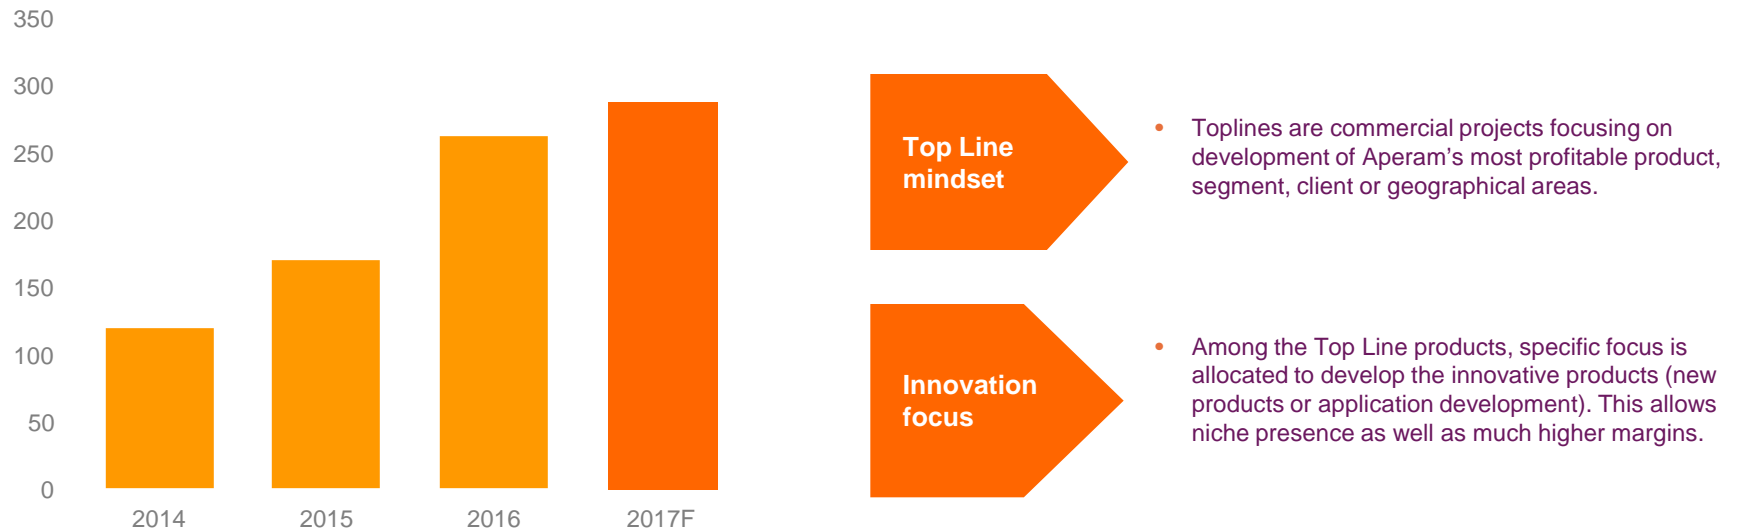 350
300
250
200
150
100
50
0
2014
2015
2016
2017F
Top Line
mindset
• Toplines are commercial projects focusing on
development of Aperam's most profitable product,
segment, client or geographical areas.
Innovation
focus
• Among the Top Line products, specific focus is
allocated to develop the innovative products (new
products or application development). This allows
niche presence as well as much higher margins.